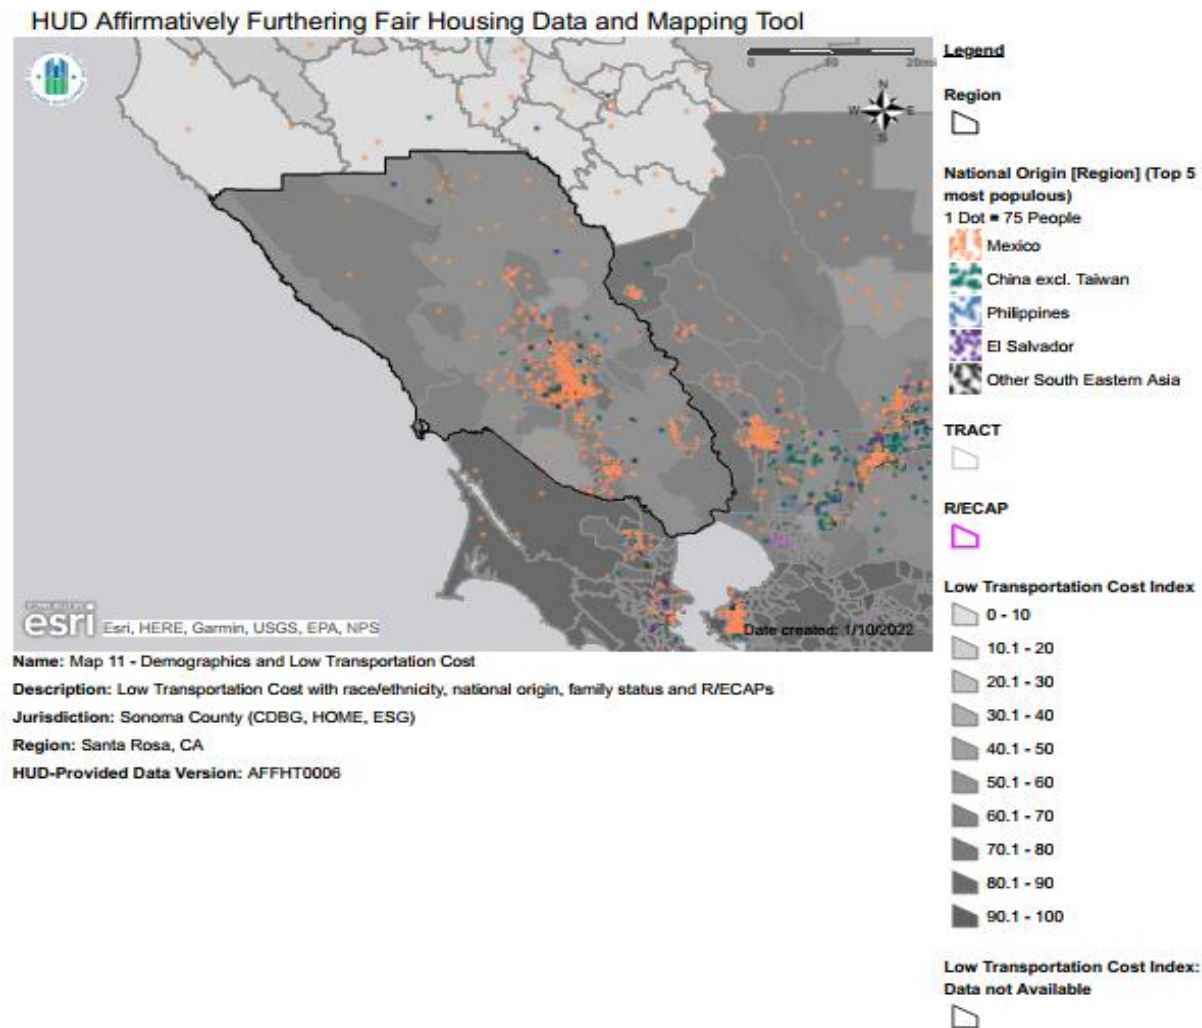 HUD Affirmatively Furthering Fair Housing Data and Mapping Tool
0 10 20mi
N
W E
S
esri Esri, HERE, Garmin, USGS, EPA, NPS
Date created: 1/10/2022
Name: Map 11 - Demographics and Low Transportation Cost
Description: Low Transportation Cost with race/ethnicity, national origin, family status and R/ECAPs
Jurisdiction: Sonoma County (CDBG, HOME, ESG)
Region: Santa Rosa, CA
HUD-Provided Data Version: AFFHT0006
Legend
Region
National Origin [Region] (Top 5
most populous)
1 Dot = 75 People
Mexico
China excl. Taiwan
Philippines
El Salvador
Other South Eastern Asia
TRACT
R/ECAP
Low Transportation Cost Index
0 - 10
10.1 - 20
20.1 - 30
30.1 - 40
40.1 - 50
50.1 - 60
60.1 - 70
70.1 - 80
80.1 - 90
90.1 - 100
Low Transportation Cost Index:
Data not Available